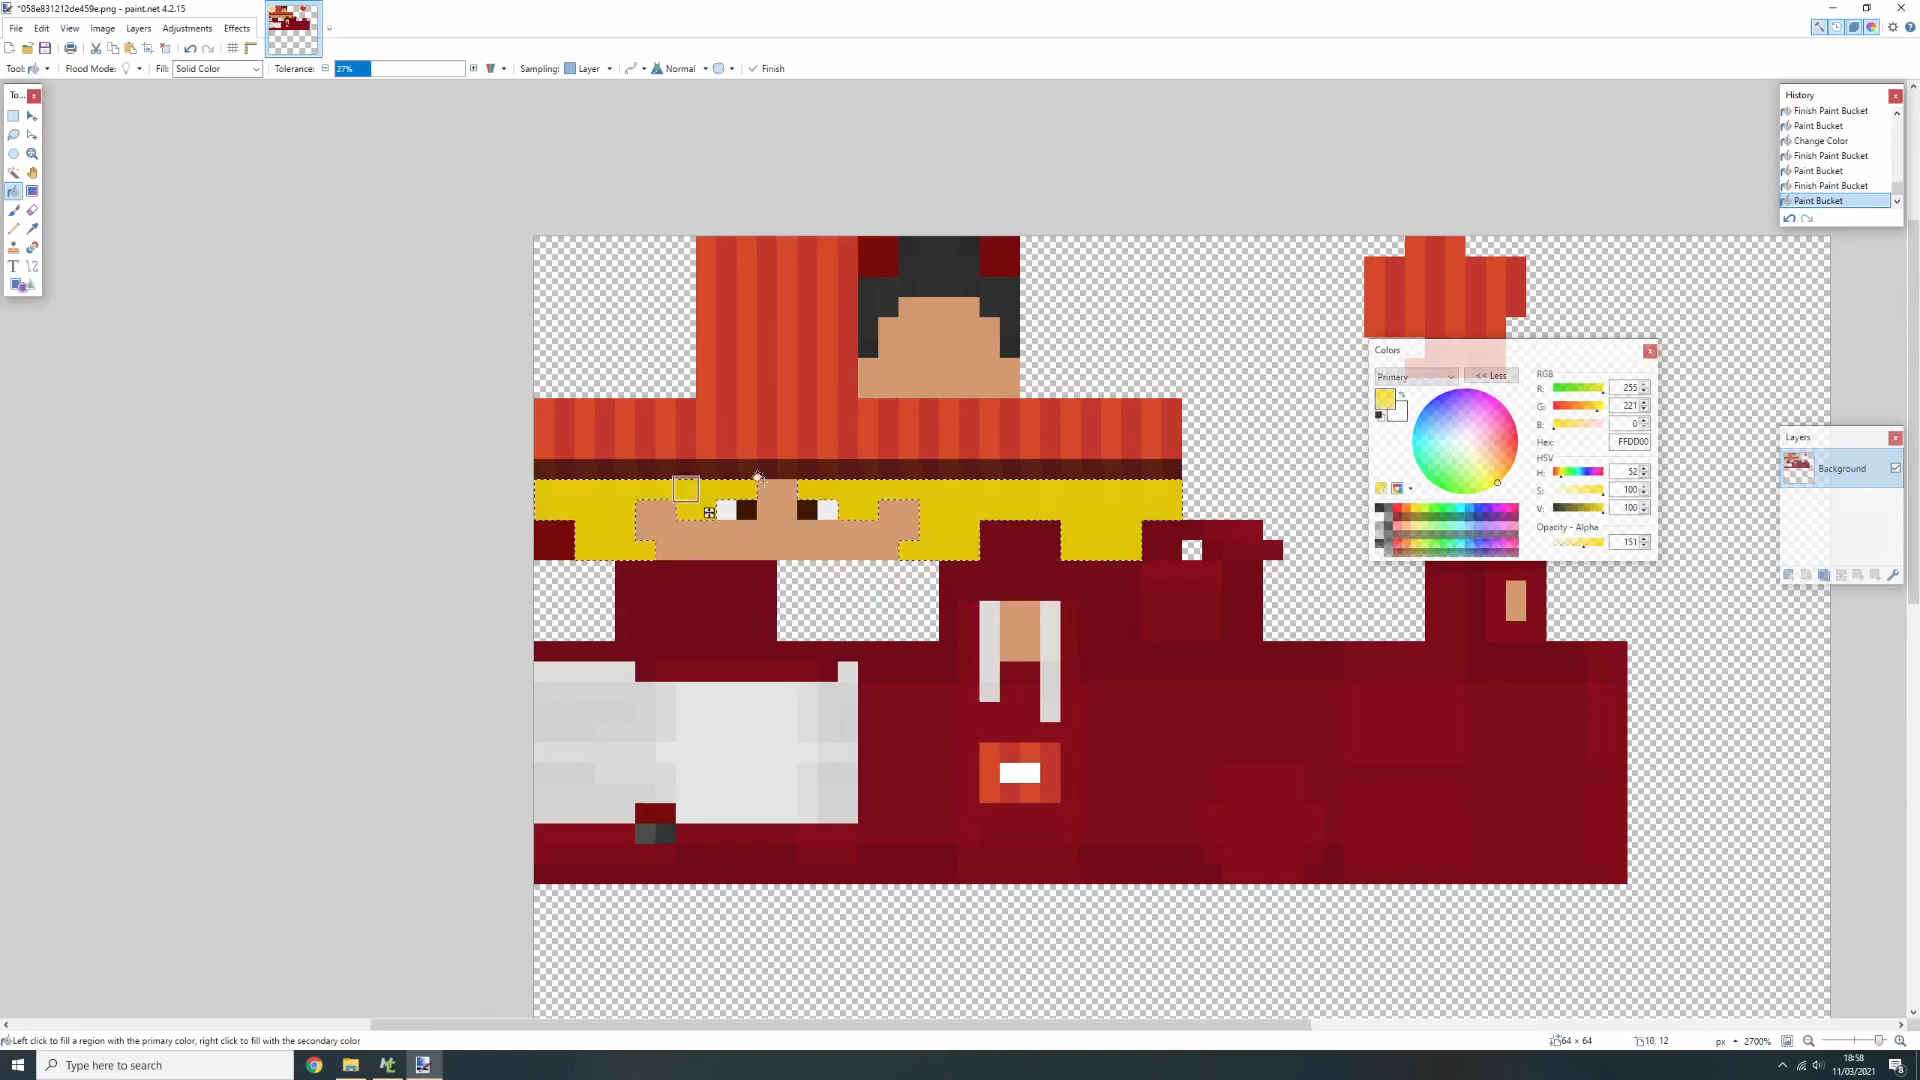 *058e831212de459e.png - paint.net 4.2.15
File Edit View Image Layers Adjustments Effects
Tool: Flood Mode: Fill: Solid Color Tolerance: 27% Sampling: Layer Normal Finish
To...
History
Finish Paint Bucket
Paint Bucket
Change Color
Finish Paint Bucket
Paint Bucket
Finish Paint Bucket
Paint Bucket
Colors
Primary << Less
RGB
R: 255
G: 221
B: 0
Hex: FFDD00
HSV
H: 52
S: 100
V: 100
Opacity - Alpha
151
Layers
Background
Left click to fill a region with the primary color, right click to fill with the secondary color
64 × 64
10, 12
px
2700%
Type here to search
18:58
11/03/2021